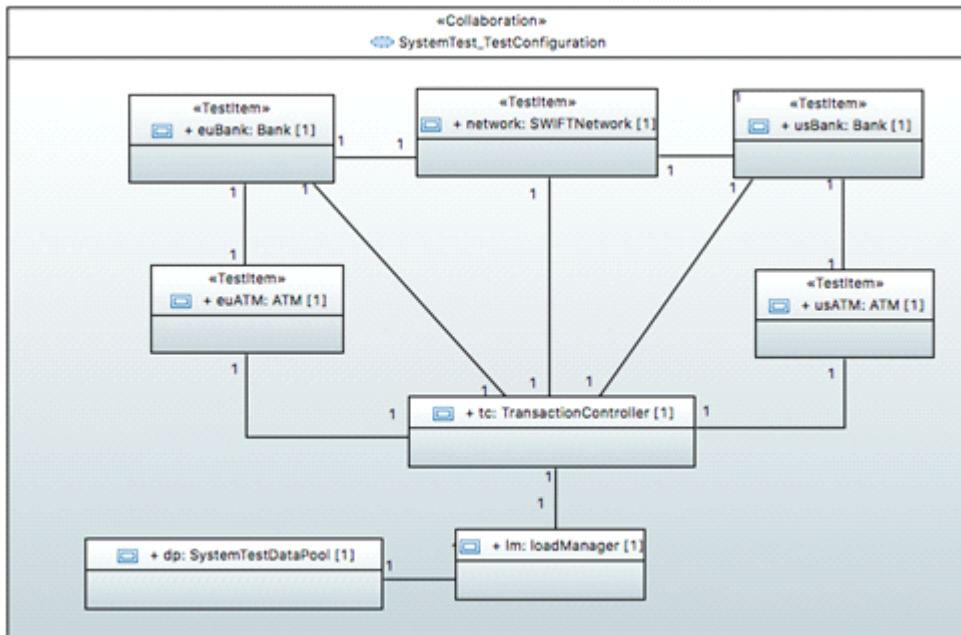 «Collaboration»
SystemTest_TestConfiguration
«TestItem»
+ euBank: Bank [1]
«TestItem»
+ network: SWIFTNetwork [1]
1
«TestItem»
+ usBank: Bank [1]
1
1
1
1
1
1
1
1
1
1
«TestItem»
+ euATM: ATM [1]
«TestItem»
+ usATM: ATM [1]
1
1
1
1
1
1
1
+ tc: TransactionController [1]
1
1
+ dp: SystemTestDataPool [1]
1
+ lm: loadManager [1]